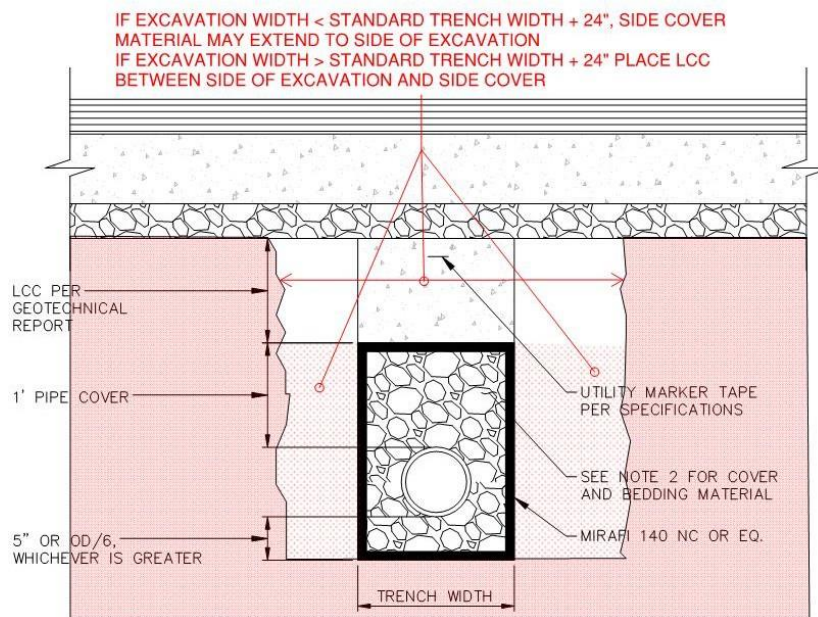 IF EXCAVATION WIDTH < STANDARD TRENCH WIDTH + 24", SIDE COVER
MATERIAL MAY EXTEND TO SIDE OF EXCAVATION
IF EXCAVATION WIDTH > STANDARD TRENCH WIDTH + 24" PLACE LCC
BETWEEN SIDE OF EXCAVATION AND SIDE COVER
LCC PER
GEOTECHNICAL
REPORT
1' PIPE COVER
UTILITY MARKER TAPE
PER SPECIFICATIONS
SEE NOTE 2 FOR COVER
AND BEDDING MATERIAL
5" OR OD/6,
WHICHEVER IS GREATER
MIRAFI 140 NC OR EQ.
TRENCH WIDTH